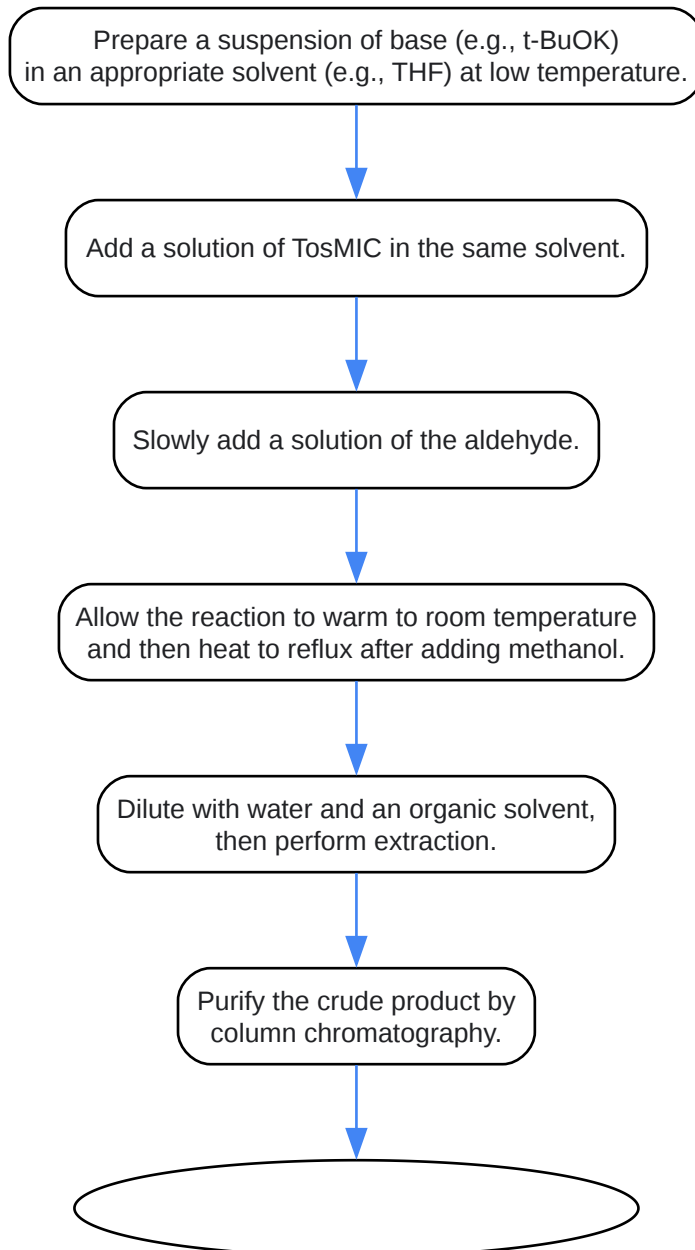 Prepare a suspension of base (e.g., t-BuOK)
in an appropriate solvent (e.g., THF) at low temperature.
Add a solution of TosMIC in the same solvent.
Slowly add a solution of the aldehyde.
Allow the reaction to warm to room temperature
and then heat to reflux after adding methanol.
Dilute with water and an organic solvent,
then perform extraction.
Purify the crude product by
column chromatography.